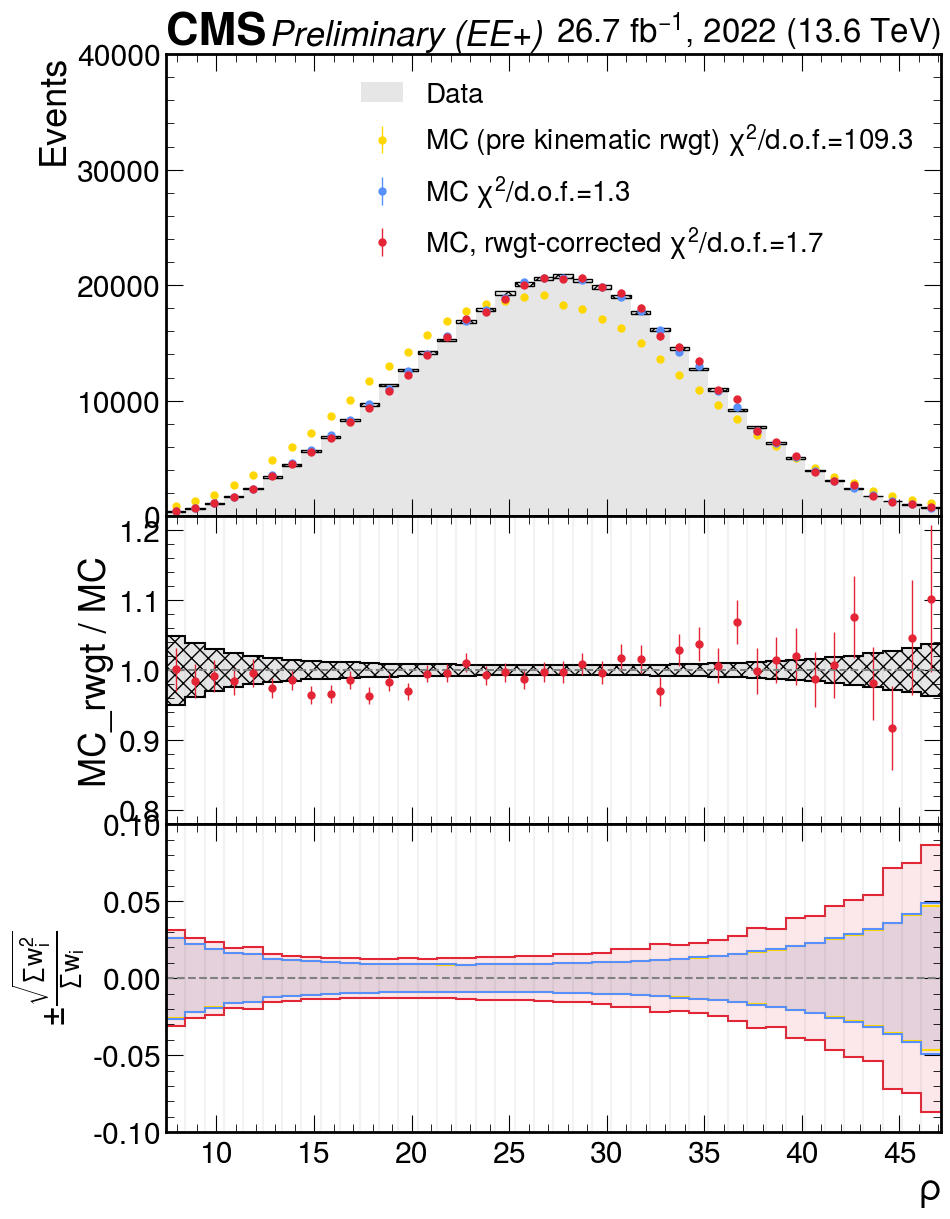 CMS Preliminary (EE+) 26.7 fb⁻¹, 2022 (13.6 TeV)
Events
40000
30000
20000
10000
0
Data
MC (pre kinematic rwgt) χ²/d.o.f.=109.3
MC χ²/d.o.f.=1.3
MC, rwgt-corrected χ²/d.o.f.=1.7
MC_rwgt / MC
1.2
1.1
1.0
0.9
0.8
±√Σwᵢ²/Σwᵢ
0.10
0.05
0.00
-0.05
-0.10
10 15 20 25 30 35 40 45
ρ